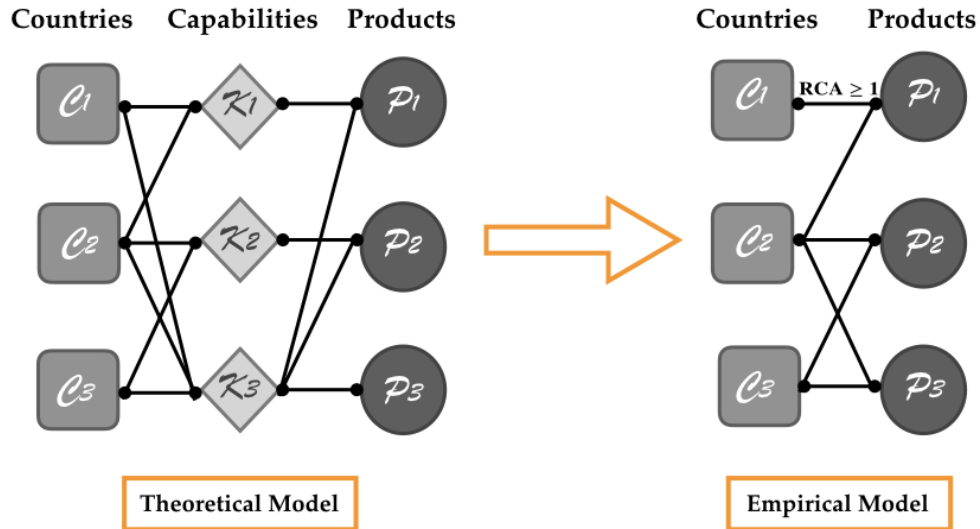 Countries Capabilities Products Countries Products
C1 K1 P1 C1 RCA ≥ 1 P1
C2 K2 P2 C2 P2
C3 K3 P3 C3 P3
Theoretical Model Empirical Model